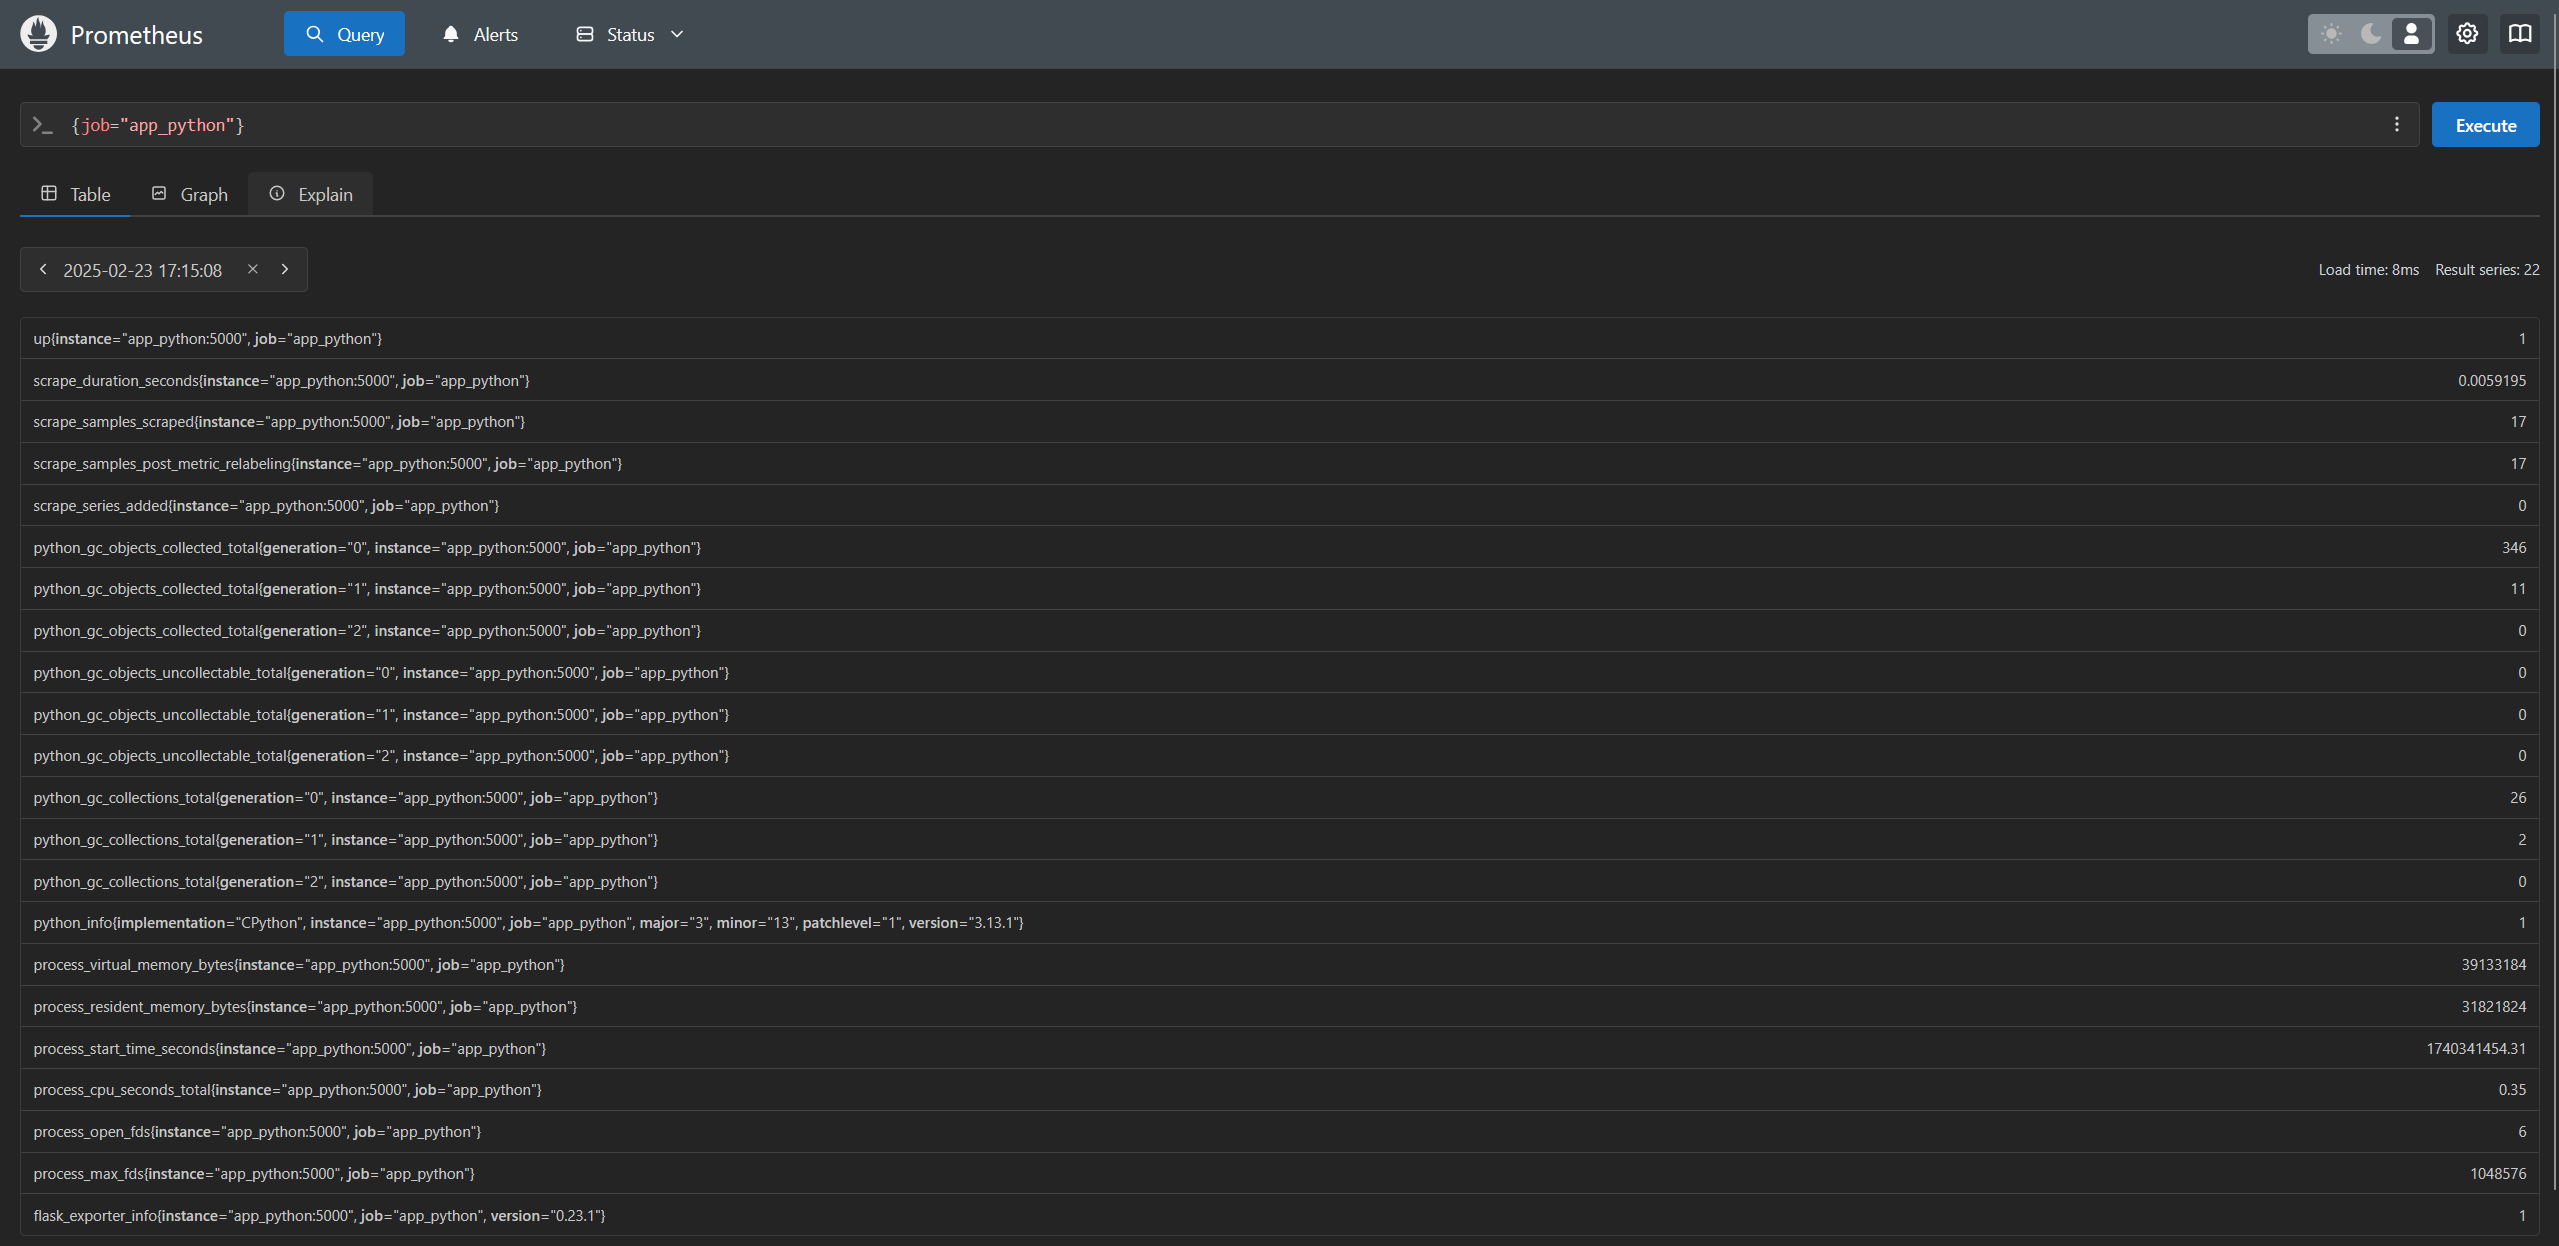 Prometheus Query Alerts Status
{job="app_python"} Execute
Table Graph Explain
2025-02-23 17:15:08 Load time: 8ms Result series: 22
up{instance="app_python:5000", job="app_python"} 1
scrape_duration_seconds{instance="app_python:5000", job="app_python"} 0.0059195
scrape_samples_scraped{instance="app_python:5000", job="app_python"} 17
scrape_samples_post_metric_relabeling{instance="app_python:5000", job="app_python"} 17
scrape_series_added{instance="app_python:5000", job="app_python"} 0
python_gc_objects_collected_total{generation="0", instance="app_python:5000", job="app_python"} 346
python_gc_objects_collected_total{generation="1", instance="app_python:5000", job="app_python"} 11
python_gc_objects_collected_total{generation="2", instance="app_python:5000", job="app_python"} 0
python_gc_objects_uncollectable_total{generation="0", instance="app_python:5000", job="app_python"} 0
python_gc_objects_uncollectable_total{generation="1", instance="app_python:5000", job="app_python"} 0
python_gc_objects_uncollectable_total{generation="2", instance="app_python:5000", job="app_python"} 0
python_gc_collections_total{generation="0", instance="app_python:5000", job="app_python"} 26
python_gc_collections_total{generation="1", instance="app_python:5000", job="app_python"} 2
python_gc_collections_total{generation="2", instance="app_python:5000", job="app_python"} 0
python_info{implementation="CPython", instance="app_python:5000", job="app_python", major="3", minor="13", patchlevel="1", version="3.13.1"} 1
process_virtual_memory_bytes{instance="app_python:5000", job="app_python"} 39133184
process_resident_memory_bytes{instance="app_python:5000", job="app_python"} 31821824
process_start_time_seconds{instance="app_python:5000", job="app_python"} 1740341454.31
process_cpu_seconds_total{instance="app_python:5000", job="app_python"} 0.35
process_open_fds{instance="app_python:5000", job="app_python"} 6
process_max_fds{instance="app_python:5000", job="app_python"} 1048576
flask_exporter_info{instance="app_python:5000", job="app_python", version="0.23.1"} 1